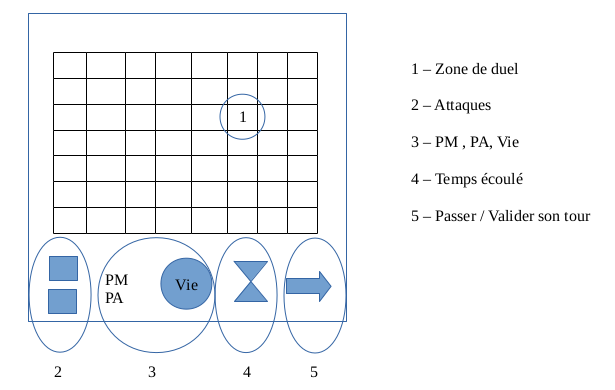 1
1 – Zone de duel
2 – Attaques
3 – PM , PA, Vie
4 – Temps écoulé
5 – Passer / Valider son tour
PM
PA
Vie
2
3
4
5